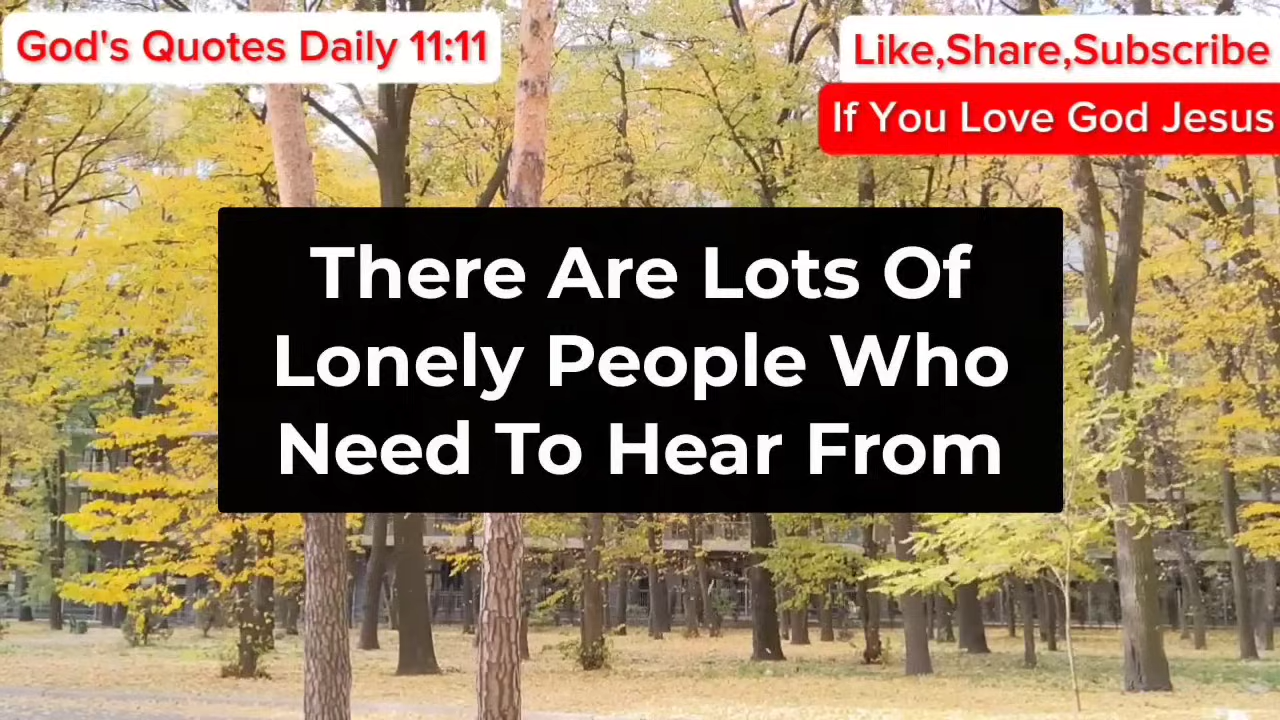 God's Quotes Daily 11:11
Like,Share,Subscribe
If You Love God Jesus
There Are Lots Of
Lonely People Who
Need To Hear From